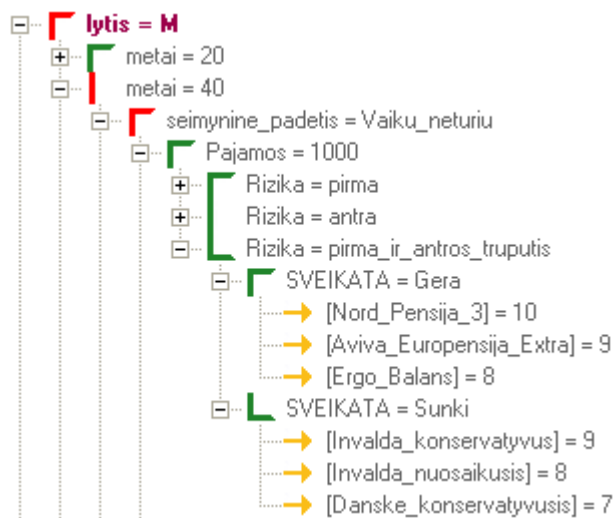 lytis = M
metai = 20
metai = 40
seimynine_padetis = Vaiku_neturiu
Pajamos = 1000
Rizika = pirma
Rizika = antra
Rizika = pirma_ir_antros_truputis
SVEIKATA = Gera
[Nord_Pensija_3] = 10
[Aviva_Europensija_Extra] = 9
[Ergo_Balans] = 8
SVEIKATA = Sunki
[Invalda_konservatyvus] = 9
[Invalda_nuosaikusis] = 8
[Danske_konservatyvusis] = 7